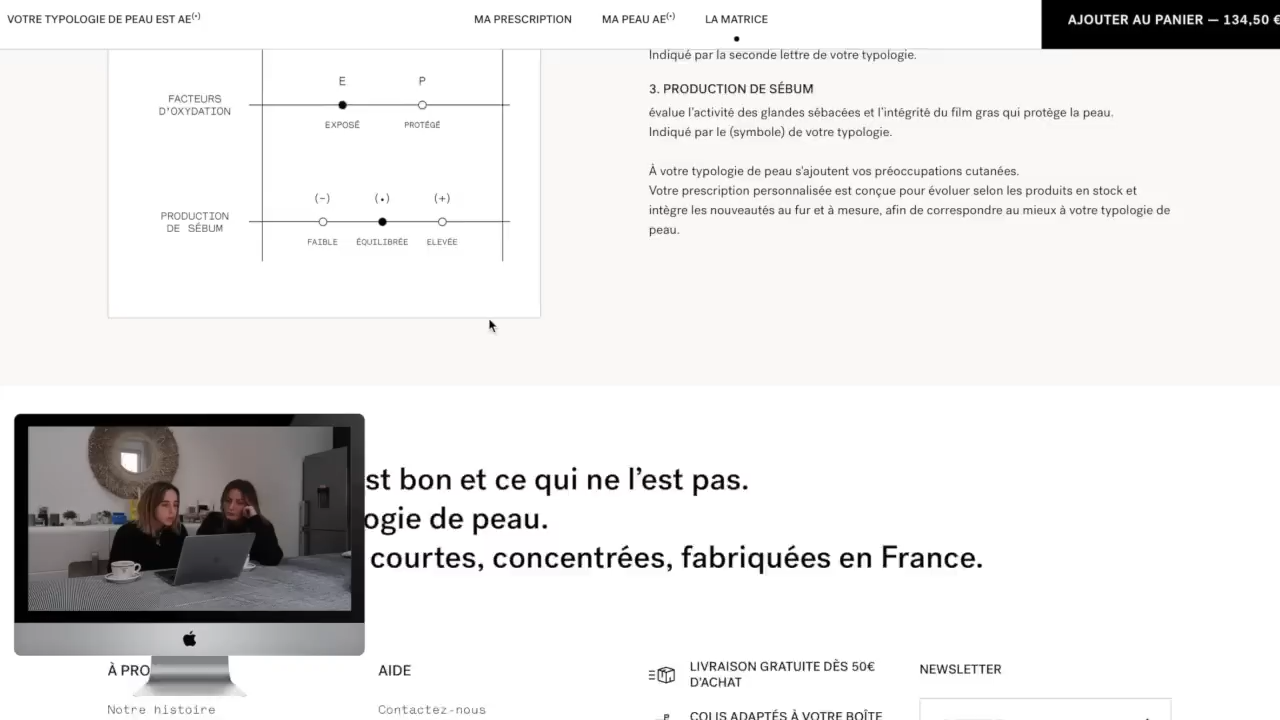 VOTRE TYPOLOGIE DE PEAU EST AE(•)
MA PRESCRIPTION
MA PEAU AE(•)
LA MATRICE
AJOUTER AU PANIER — 134,50 €
FACTEURS
D'OXYDATION
E
P
EXPOSÉ
PROTÉGÉ
PRODUCTION
DE SÉBUM
(-)
(•)
(+)
FAIBLE
ÉQUILIBRÉE
ELEVÉE
Indiqué par la seconde lettre de votre typologie.
3. PRODUCTION DE SÉBUM
évalue l'activité des glandes sébacées et l'intégrité du film gras qui protège la peau.
Indiqué par le (symbole) de votre typologie.
À votre typologie de peau s'ajoutent vos préoccupations cutanées.
Votre prescription personnalisée est conçue pour évoluer selon les produits en stock et
intègre les nouveautés au fur et à mesure, afin de correspondre au mieux à votre typologie de
peau.
st bon et ce qui ne l'est pas.
ogie de peau.
courtes, concentrées, fabriquées en France.
À PRO
Notre histoire
AIDE
Contactez-nous
LIVRAISON GRATUITE DÈS 50€
D'ACHAT
COLIS ADAPTÉS À VOTRE BOÎTE
NEWSLETTER